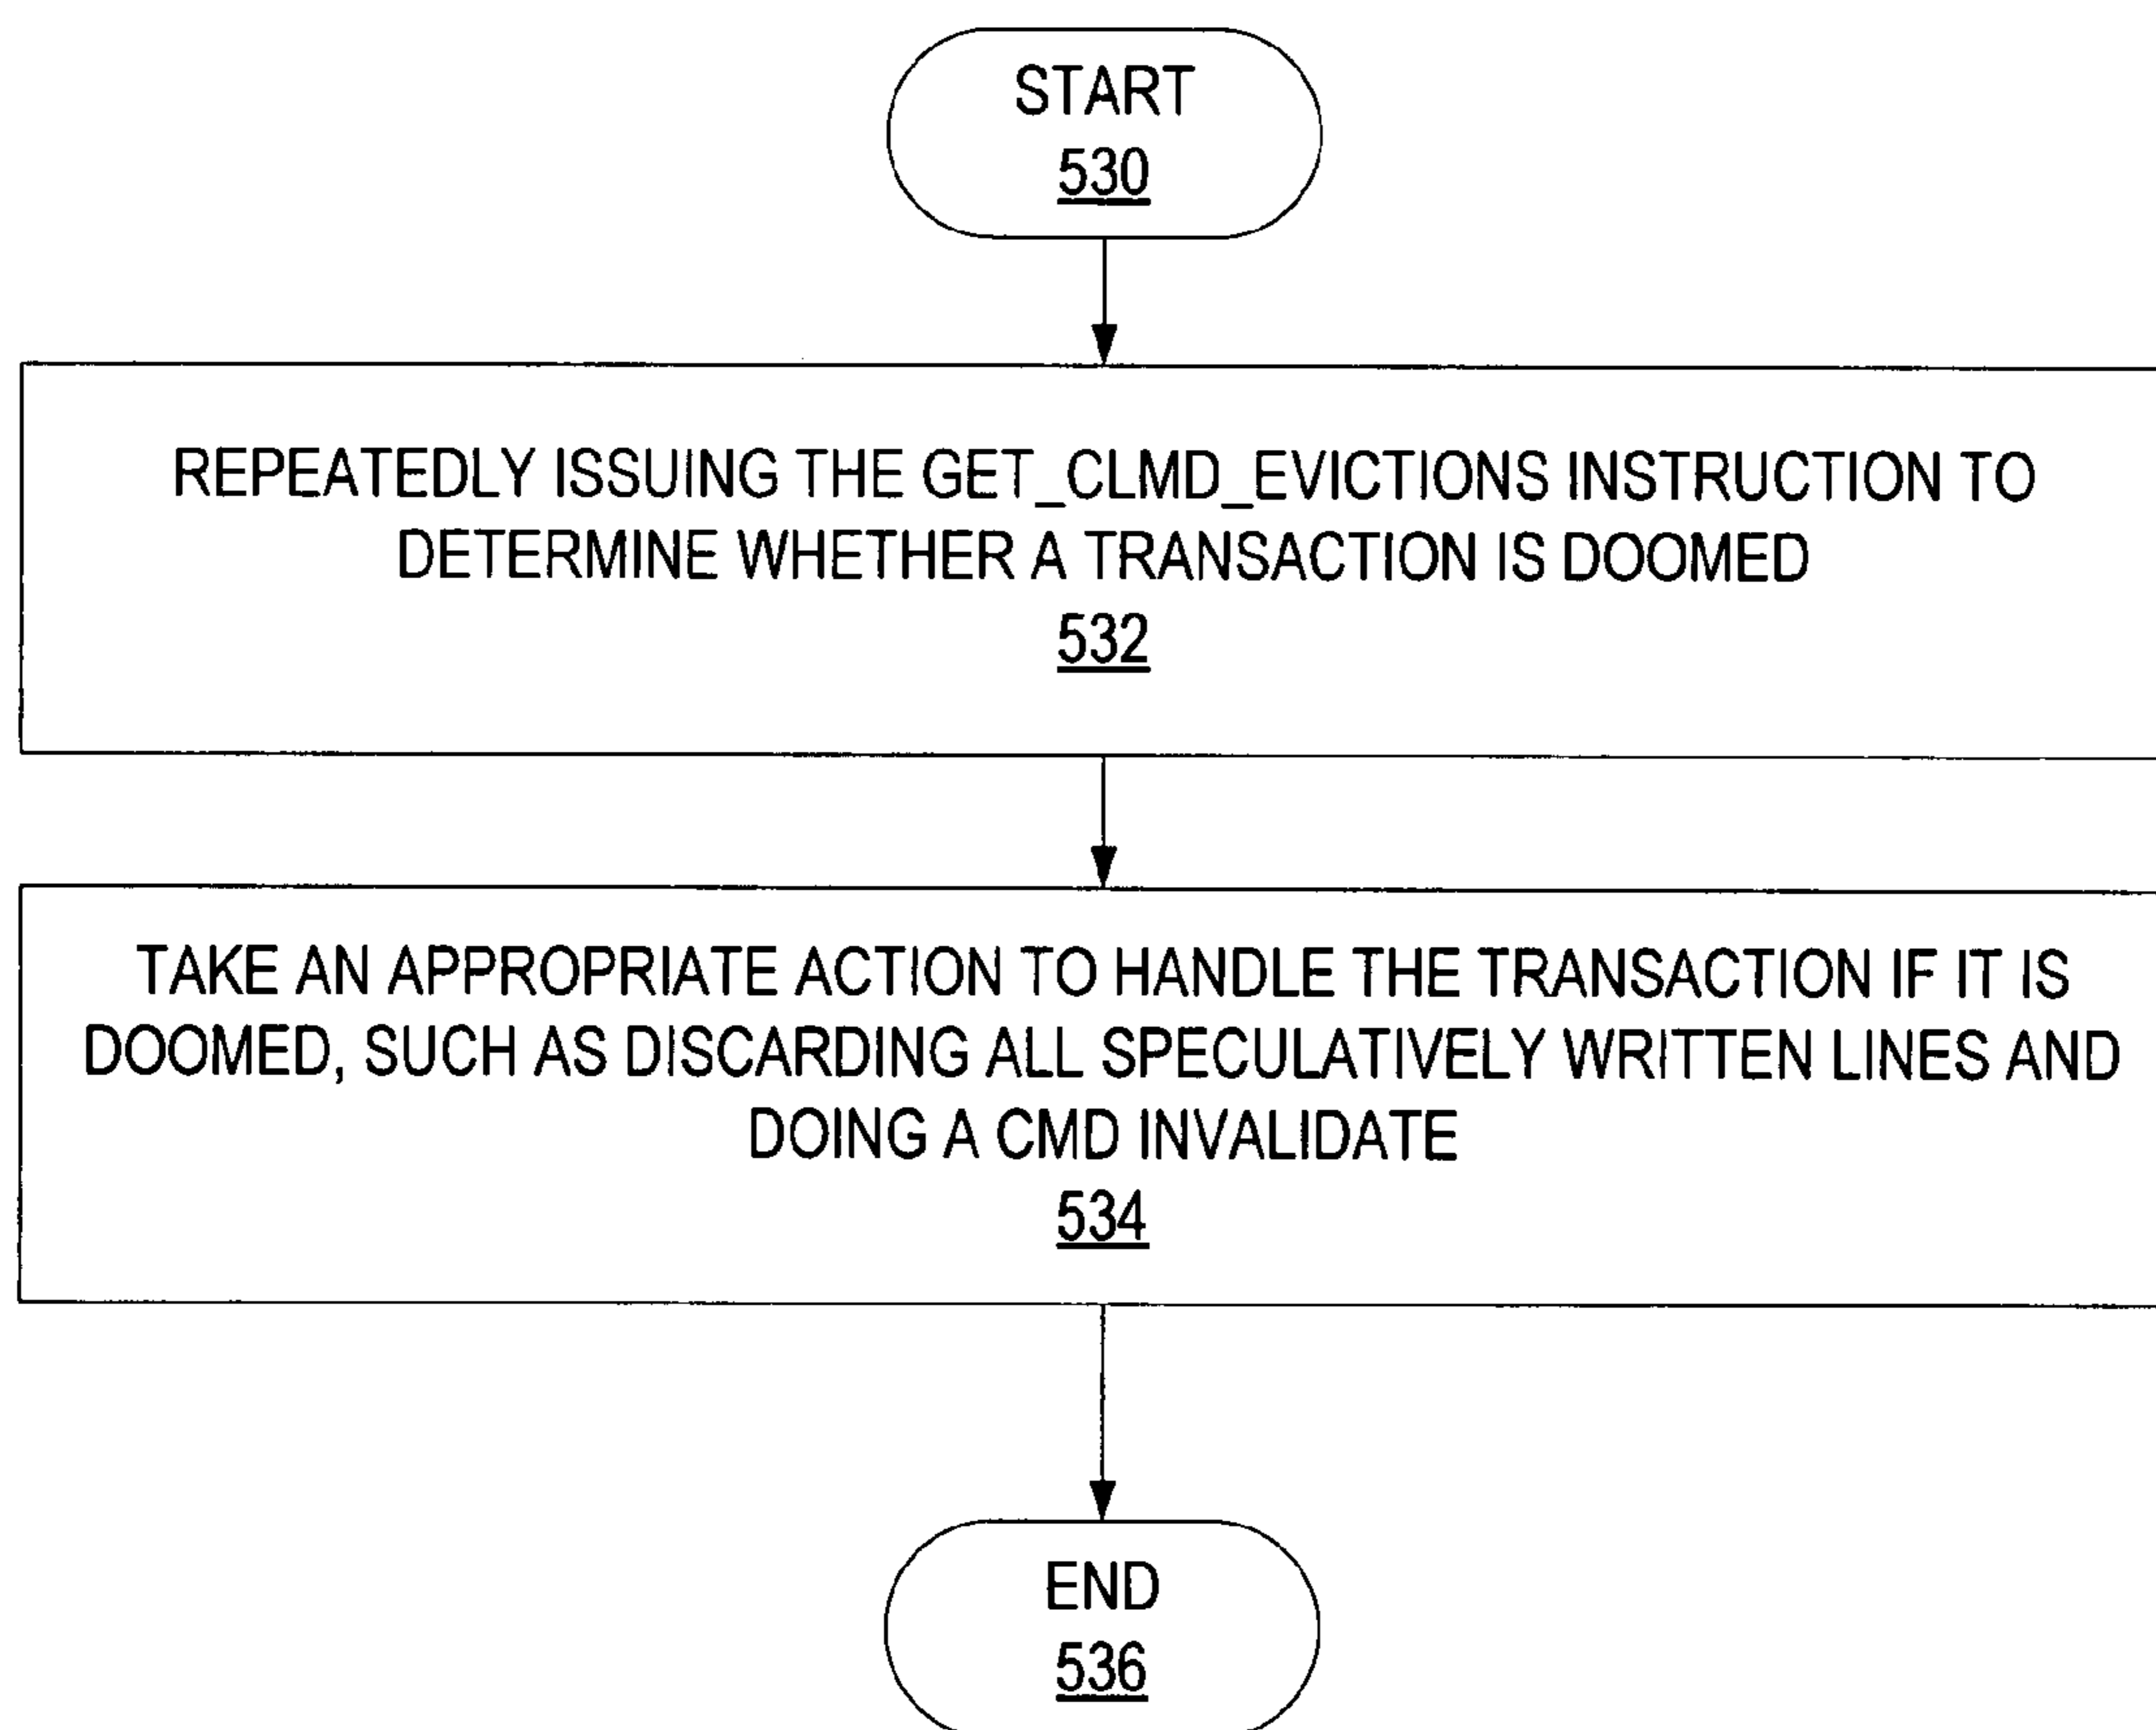 START
530
REPEATEDLY ISSUING THE GET_CLMD_EVICTIONS INSTRUCTION TO
DETERMINE WHETHER A TRANSACTION IS DOOMED
532
TAKE AN APPROPRIATE ACTION TO HANDLE THE TRANSACTION IF IT IS
DOOMED, SUCH AS DISCARDING ALL SPECULATIVELY WRITTEN LINES AND
DOING A CMD INVALIDATE
534
END
536